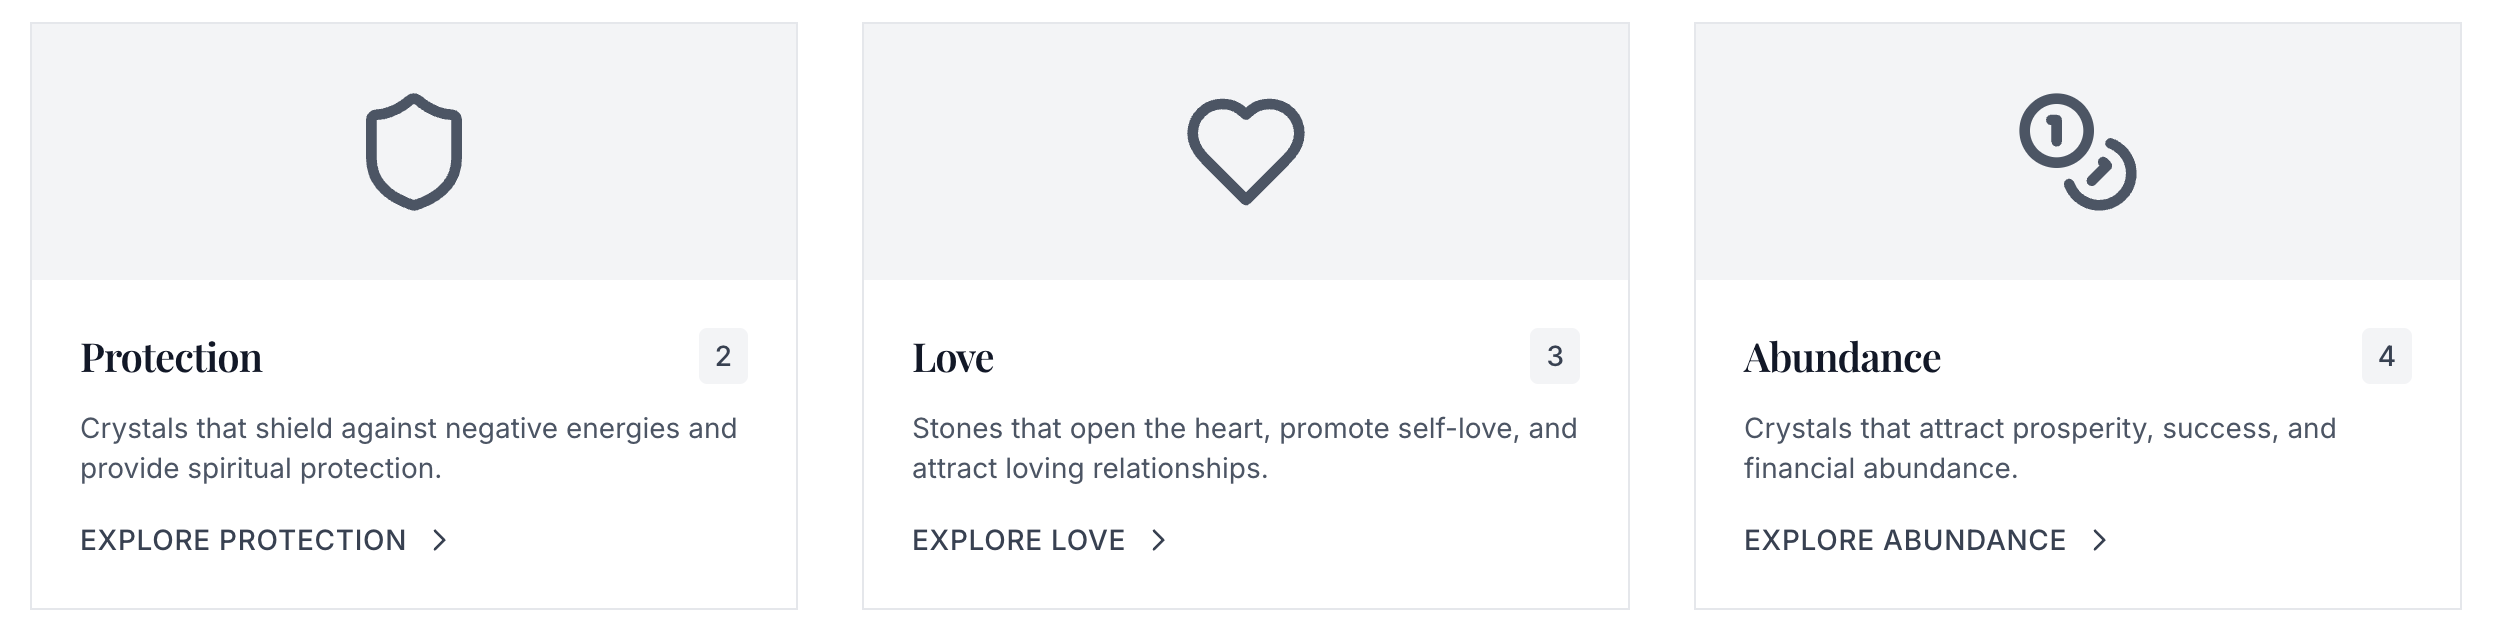 1
Protection
2
Crystals that shield against negative energies and
provide spiritual protection.
EXPLORE PROTECTION
Love
3
Stones that open the heart, promote self-love, and
attract loving relationships.
EXPLORE LOVE
Abundance
4
Crystals that attract prosperity, success, and
financial abundance.
EXPLORE ABUNDANCE